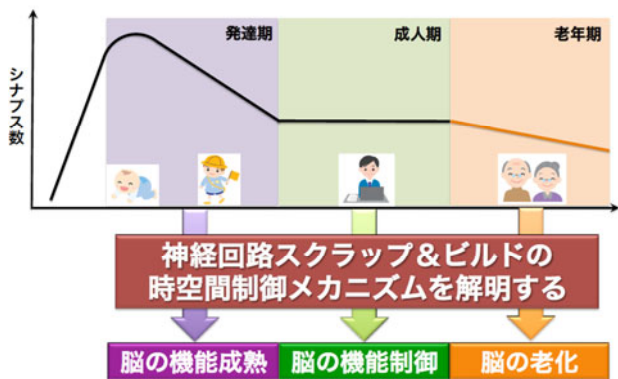 発達期
成人期
老年期
シナプス数
神経回路スクラップ&ビルドの
時空間制御メカニズムを解明する
脳の機能成熟
脳の機能制御
脳の老化